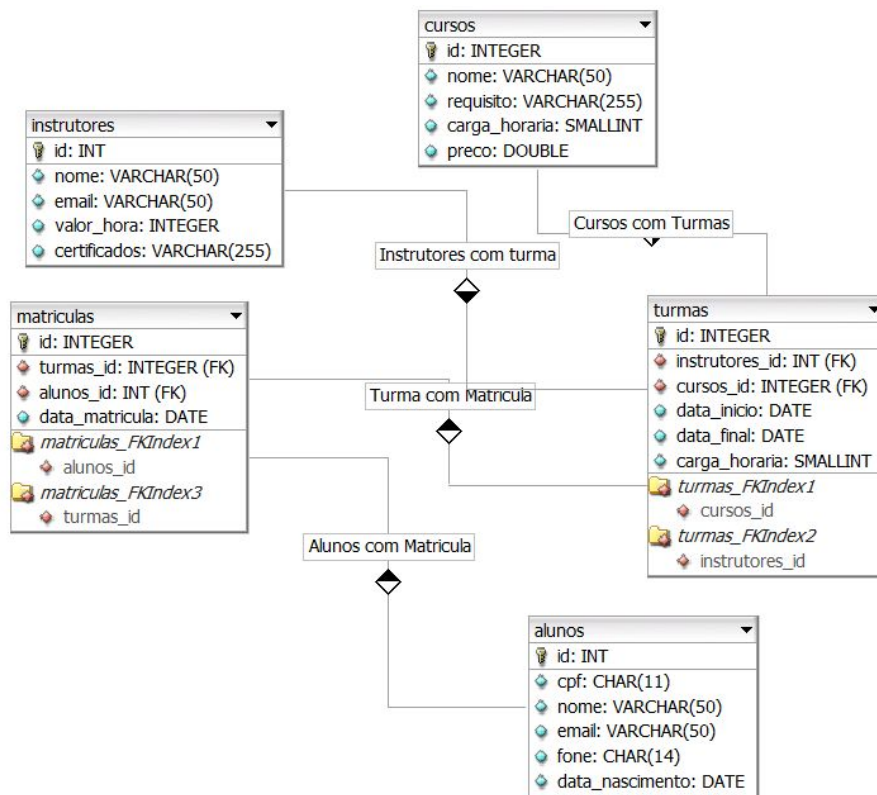 cursos
id: INTEGER
nome: VARCHAR(50)
requisito: VARCHAR(255)
carga_horaria: SMALLINT
preco: DOUBLE
instrutores
id: INT
nome: VARCHAR(50)
email: VARCHAR(50)
valor_hora: INTEGER
certificados: VARCHAR(255)
Cursos com Turmas
Instrutores com turma
matriculas
id: INTEGER
turmas_id: INTEGER (FK)
alunos_id: INT (FK)
data_matricula: DATE
matriculas_FKIndex1
alunos_id
matriculas_FKIndex3
turmas_id
turmas
id: INTEGER
instrutores_id: INT (FK)
cursos_id: INTEGER (FK)
data_inicio: DATE
data_final: DATE
carga_horaria: SMALLINT
turmas_FKIndex1
cursos_id
turmas_FKIndex2
instrutores_id
Turma com Matricula
Alunos com Matricula
alunos
id: INT
cpf: CHAR(11)
nome: VARCHAR(50)
email: VARCHAR(50)
fone: CHAR(14)
data_nascimento: DATE